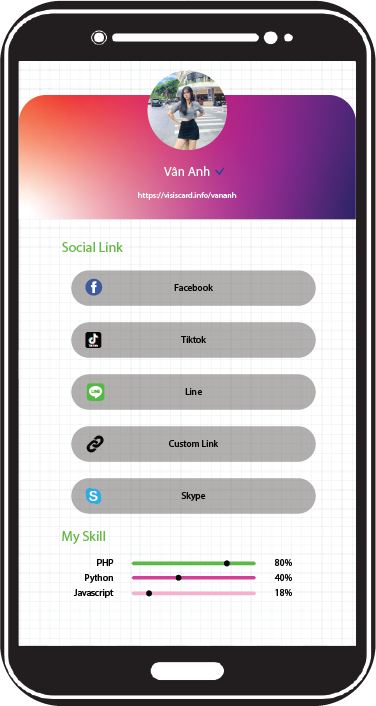 Vân Anh
https://visiscard.info/vananh
Social Link
Facebook
Tiktok
LINE
Line
Custom Link
Skype
My Skill
PHP 80%
Python 40%
Javascript 18%